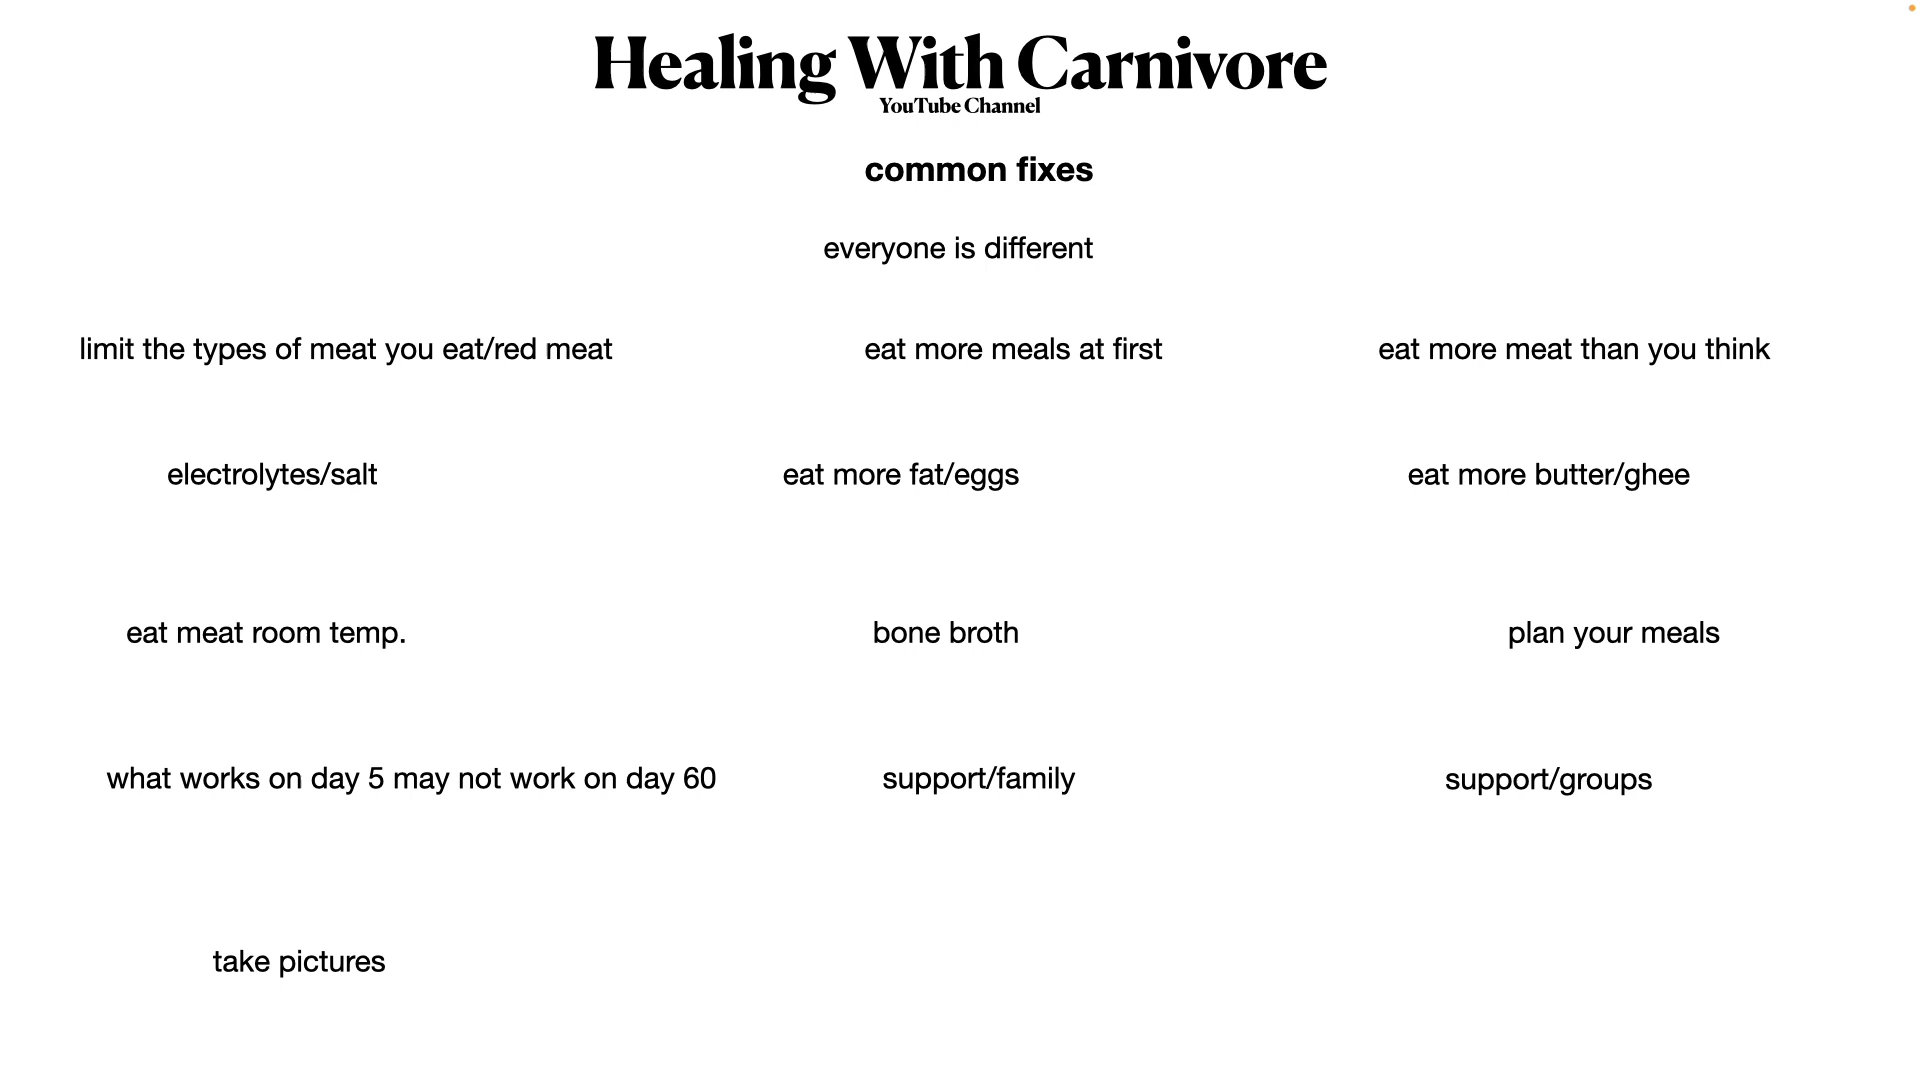 Healing With Carnivore
YouTube Channel
common fixes
everyone is different
limit the types of meat you eat/red meat
eat more meals at first
eat more meat than you think
electrolytes/salt
eat more fat/eggs
eat more butter/ghee
eat meat room temp.
bone broth
plan your meals
what works on day 5 may not work on day 60
support/family
support/groups
take pictures